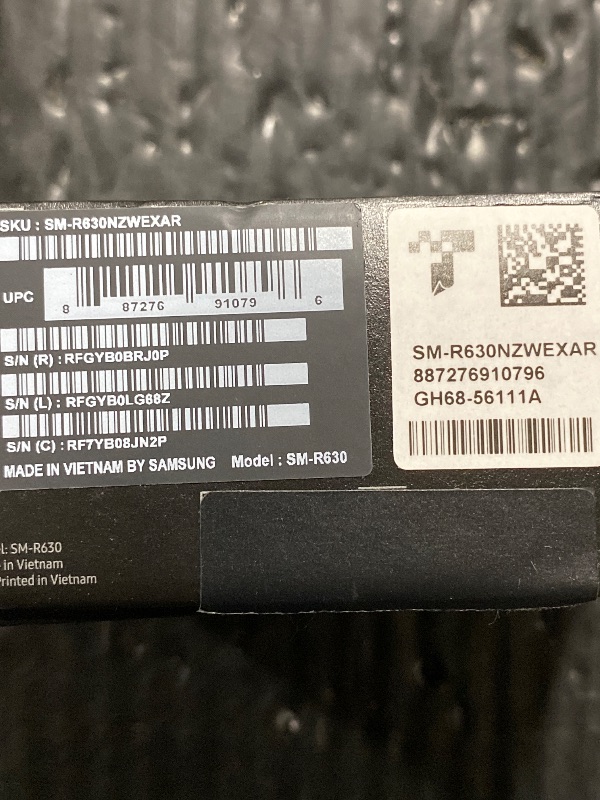 SKU : SM-R630NZWEXAR
UPC
8 87276 91079 6
S/N (R) : RFGYB0BRJ0P
S/N (L) : RFGYB0LG68Z
S/N (C) : RF7YB08JN2P
MADE IN VIETNAM BY SAMSUNG Model : SM-R630
SM-R630NZWEXAR
887276910796
GH68-56111A
: SM-R630
in Vietnam
Printed in Vietnam